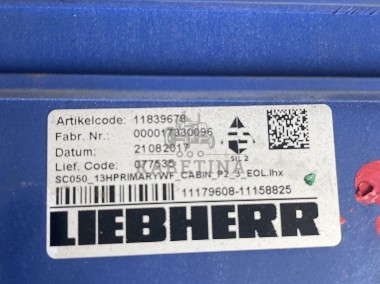 Artikelcode: 11839678
Fabr. Nr.: 000017330096
Datum: 21082017
Lief. Code: 077535
SIL 2
SC050_13HPRIMARYWF_CABIN_P2_3_EOL.lhx
11179608-11158825
LIEBHERR